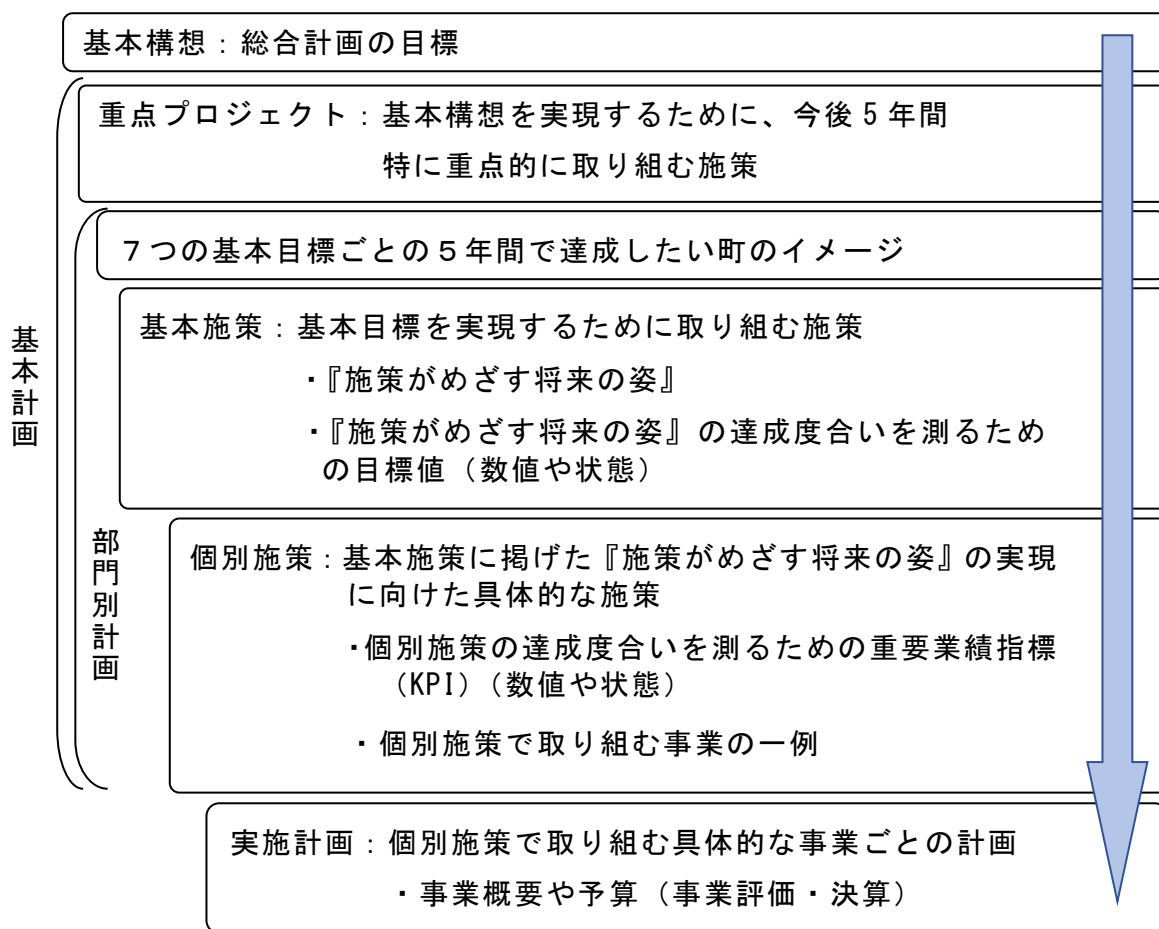 基本構想：総合計画の目標
重点プロジェクト：基本構想を実現するために、今後5年間
特に重点的に取り組む施策
７つの基本目標ごとの５年間で達成したい町のイメージ
基本施策：基本目標を実現するために取り組む施策
・『施策がめざす将来の姿』
・『施策がめざす将来の姿』の達成度合いを測るため
の目標値（数値や状態）
基本計画
部門別計画
個別施策：基本施策に掲げた『施策がめざす将来の姿』の実現
に向けた具体的な施策
・個別施策の達成度合いを測るための重要業績指標
（KPI）（数値や状態）
・個別施策で取り組む事業の一例
実施計画：個別施策で取り組む具体的な事業ごとの計画
・事業概要や予算（事業評価・決算）